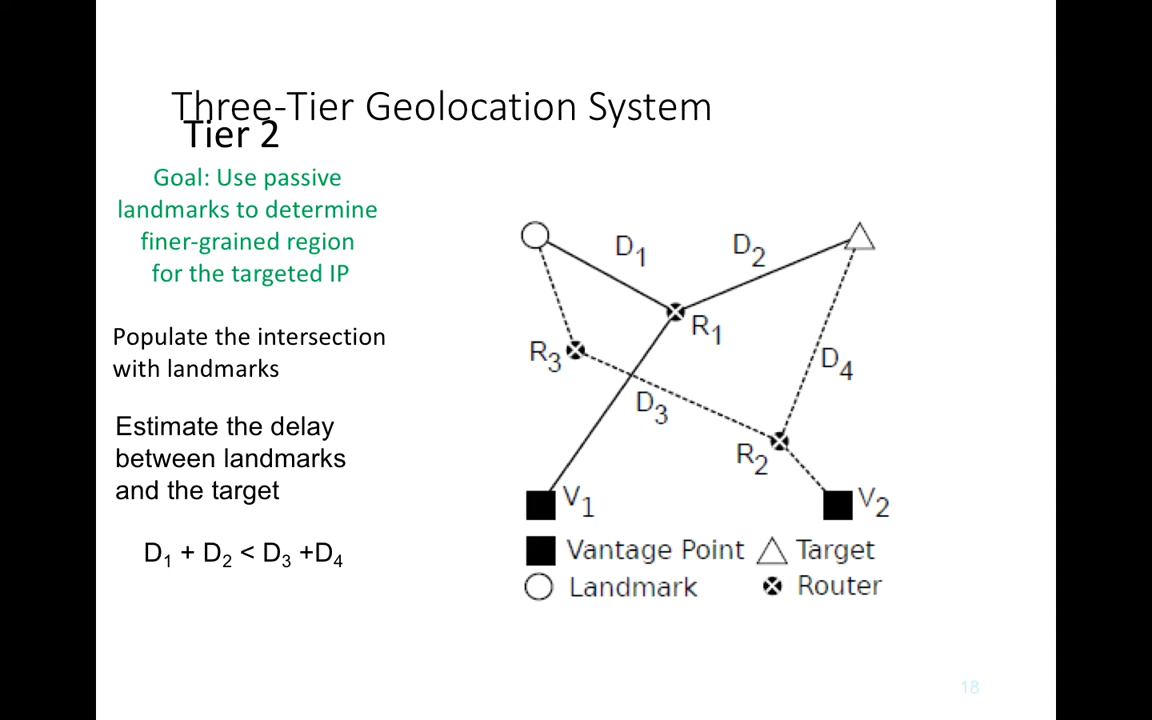 Three-Tier Geolocation System
Tier 2
Goal: Use passive
landmarks to determine
finer-grained region
for the targeted IP
Populate the intersection
with landmarks
Estimate the delay
between landmarks
and the target
D₁ + D₂ < D₃ +D₄
D₁
D₂
R₁
R₃
D₄
D₃
R₂
V₁
V₂
Vantage Point
Target
Landmark
Router
18